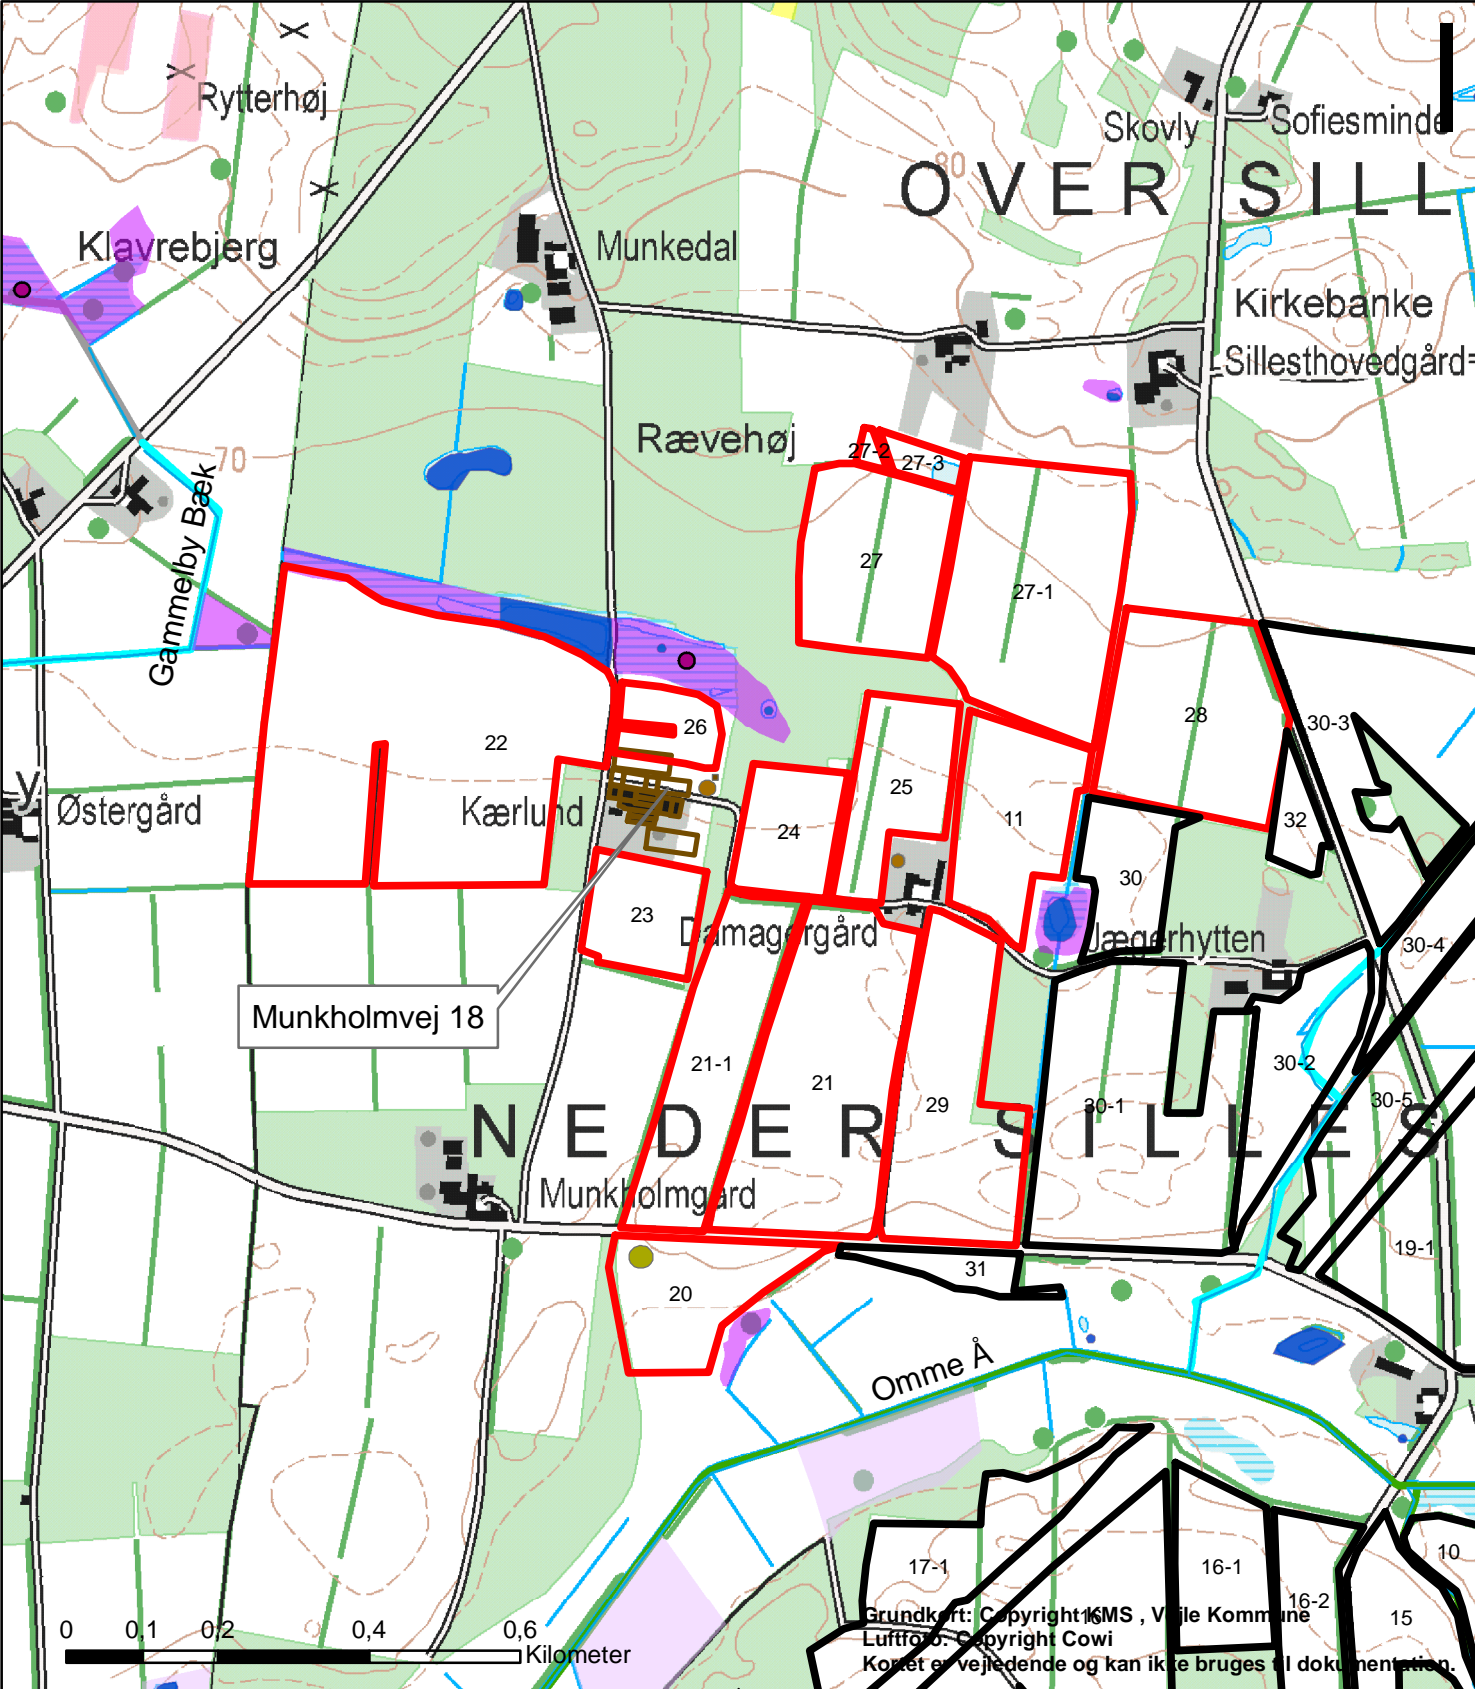 Rytterhøj
Skovly
Sofiesminde
80
OVER SILL
Klavrebjerg
Munkedal
Kirkebanke
Sillesthovedgård
Rævehøj
27-2
27-3
70
Gammelby Bæk
27
27-1
28
30-3
26
22
25
y
Østergård
Kærlund
24
11
32
30
23
Damagergård
Jægerhytten
30-4
Munkholmvej 18
21-1
21
29
30-1
30-2
30-5
NEDER SILLES
Munkholmgård
19-1
31
20
Omme Å
17-1
16-1
10
16
16-2
15
0 0,1 0,2 0,4 0,6
Kilometer
Grundkort: Copyright KMS , Vejle Kommune
Luftfoto: Copyright Cowi
Kortet er vejledende og kan ikke bruges til dokumentation.